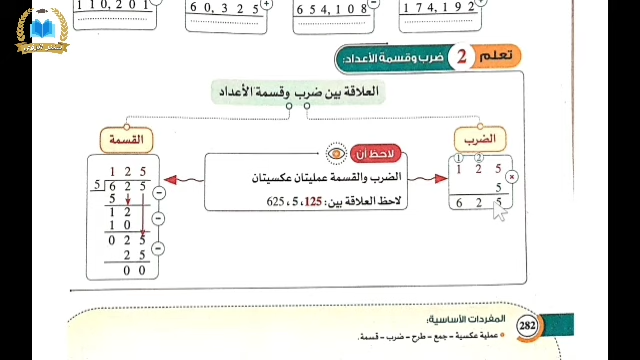 110,201
60,325
654,108
174,192
تعلم 2 ضرب وقسمة الأعداد:
العلاقة بين ضرب وقسمة الأعداد
الضرب
1 2
1 2 5
×
5
6 2 5
لاحظ أن
الضرب والقسمة عمليتان عكسيتان
لاحظ العلاقة بين: 125، 5، 625
القسمة
1 2 5
5 6 2 5
5 −
1 2
1 0 −
0 2 5
2 5 −
0 0
282
المفردات الأساسية:
• عملية عكسية – جمع – طرح – ضرب – قسمة.